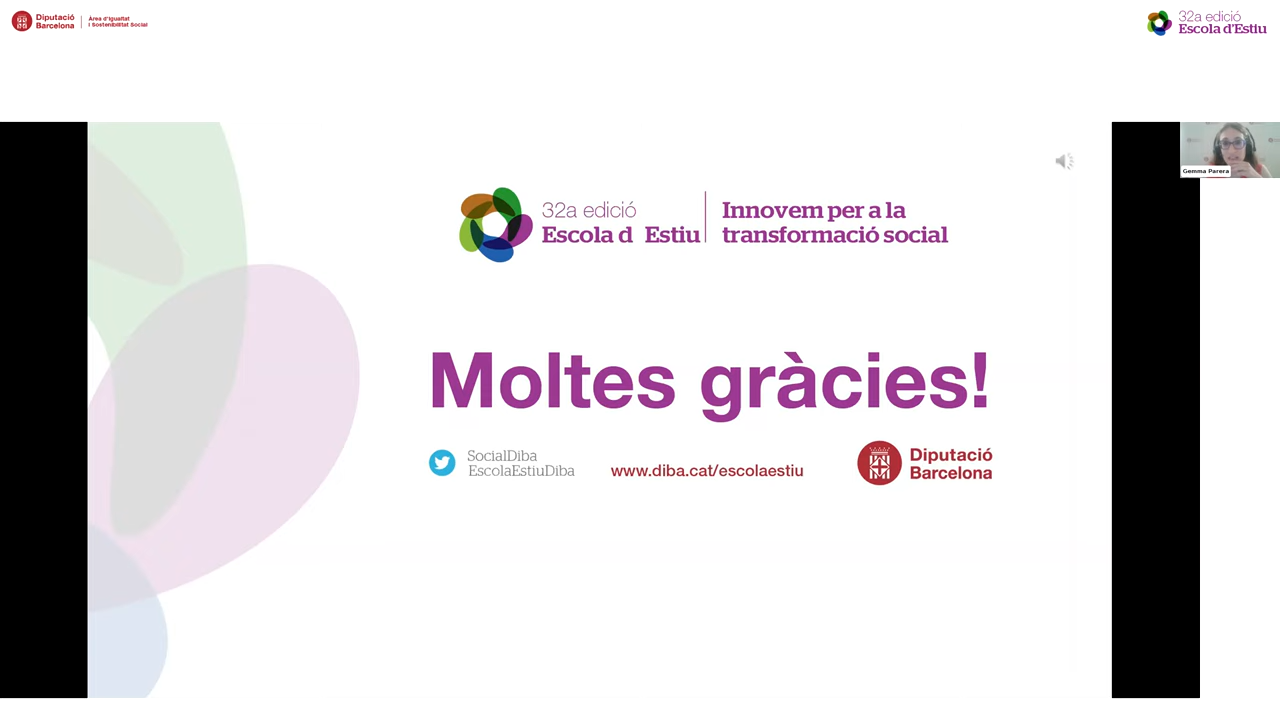 Diputació
Barcelona
Àrea d'Igualtat
i Sostenibilitat Social
32a edició
Escola d'Estiu
Gemma Parera
32a edició
Escola d Estiu
Innovem per a la
transformació social
Moltes gràcies!
SocialDiba
EscolaEstiuDiba
www.diba.cat/escolaestiu
Diputació
Barcelona